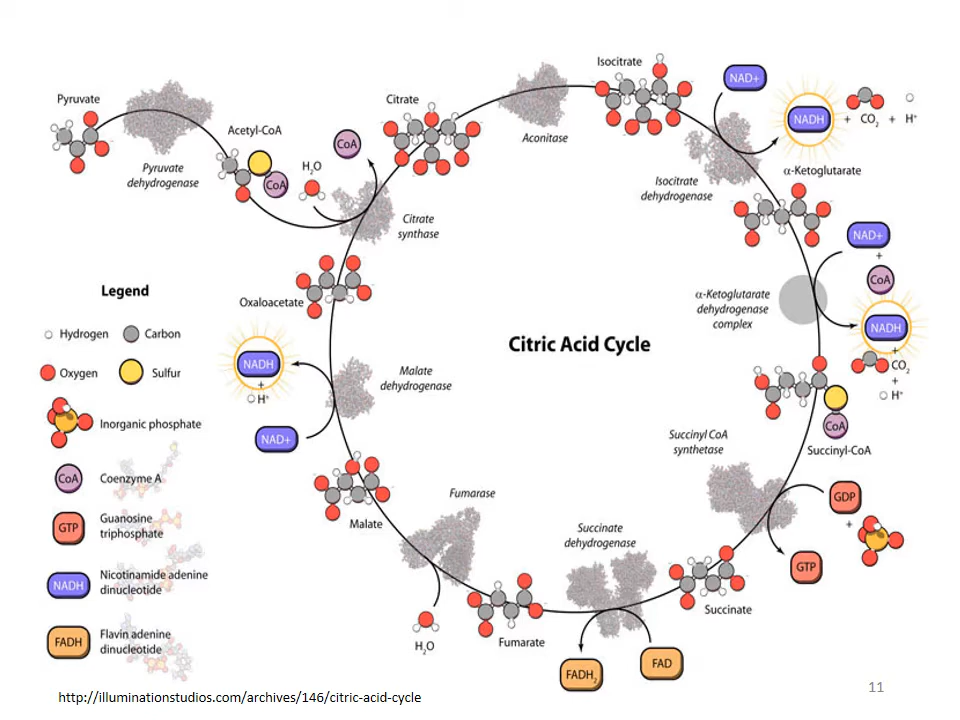 Pyruvate
Pyruvate
dehydrogenase
Acetyl-CoA
CoA
H₂O
CoA
Citrate
Citrate
synthase
Aconitase
Isocitrate
NAD+
NADH
+ CO₂ + H⁺
Isocitrate
dehydrogenase
α-Ketoglutarate
NAD+
+
CoA
α-Ketoglutarate
dehydrogenase
complex
NADH
+
CO₂
+
H⁺
CoA
Succinyl-CoA
Succinyl CoA
synthetase
GDP
+
GTP
Succinate
Succinate
dehydrogenase
FAD
FADH₂
Fumarate
Fumarase
H₂O
Malate
Malate
dehydrogenase
NAD+
NADH
+
H⁺
Oxaloacetate
Citric Acid Cycle
Legend
Hydrogen
Carbon
Oxygen
Sulfur
Inorganic phosphate
CoA
Coenzyme A
GTP
Guanosine
triphosphate
NADH
Nicotinamide adenine
dinucleotide
FADH
Flavin adenine
dinucleotide
http://illuminationstudios.com/archives/146/citric-acid-cycle
11